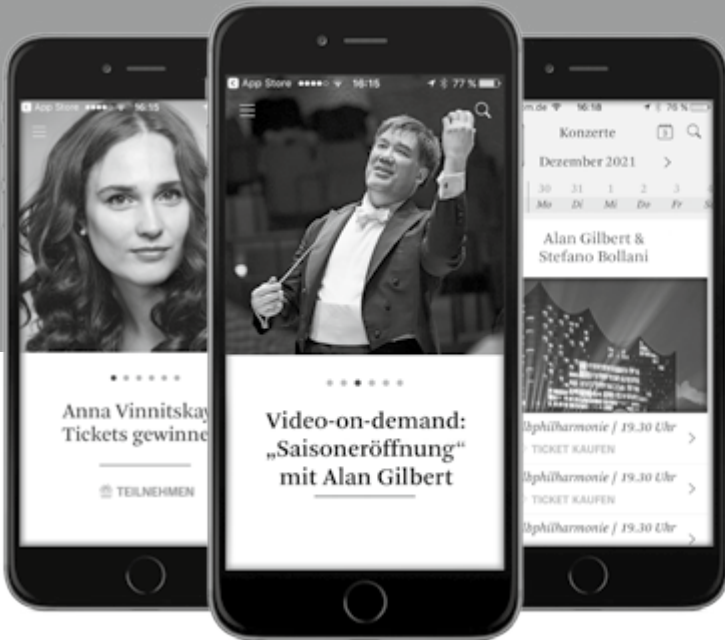 App Store 16:15
Anna Vinnitskay
Tickets gewinne
TEILNEHMEN
App Store 16:15 77 %
Video-on-demand:
„Saisoneröffnung“
mit Alan Gilbert
m.de 16:18 76 %
Konzerte
Dezember 2021
30 31 1 2 3
Mo Di Mi Do Fr
Alan Gilbert &
Stefano Bollani
lbphilharmonie | 19.30 Uhr
TICKET KAUFEN
lbphilharmonie | 19.30 Uhr
TICKET KAUFEN
lbphilharmonie | 19.30 Uhr